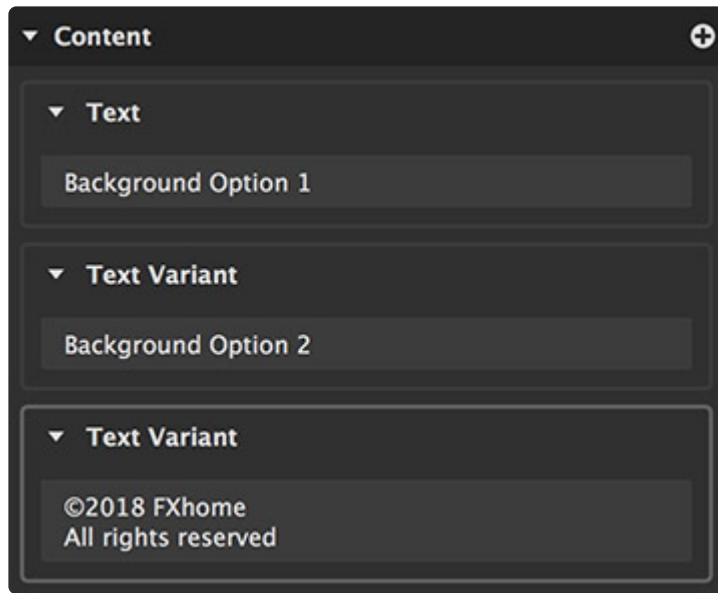 Content
Text
Background Option 1
Text Variant
Background Option 2
Text Variant
©2018 FXhome
All rights reserved